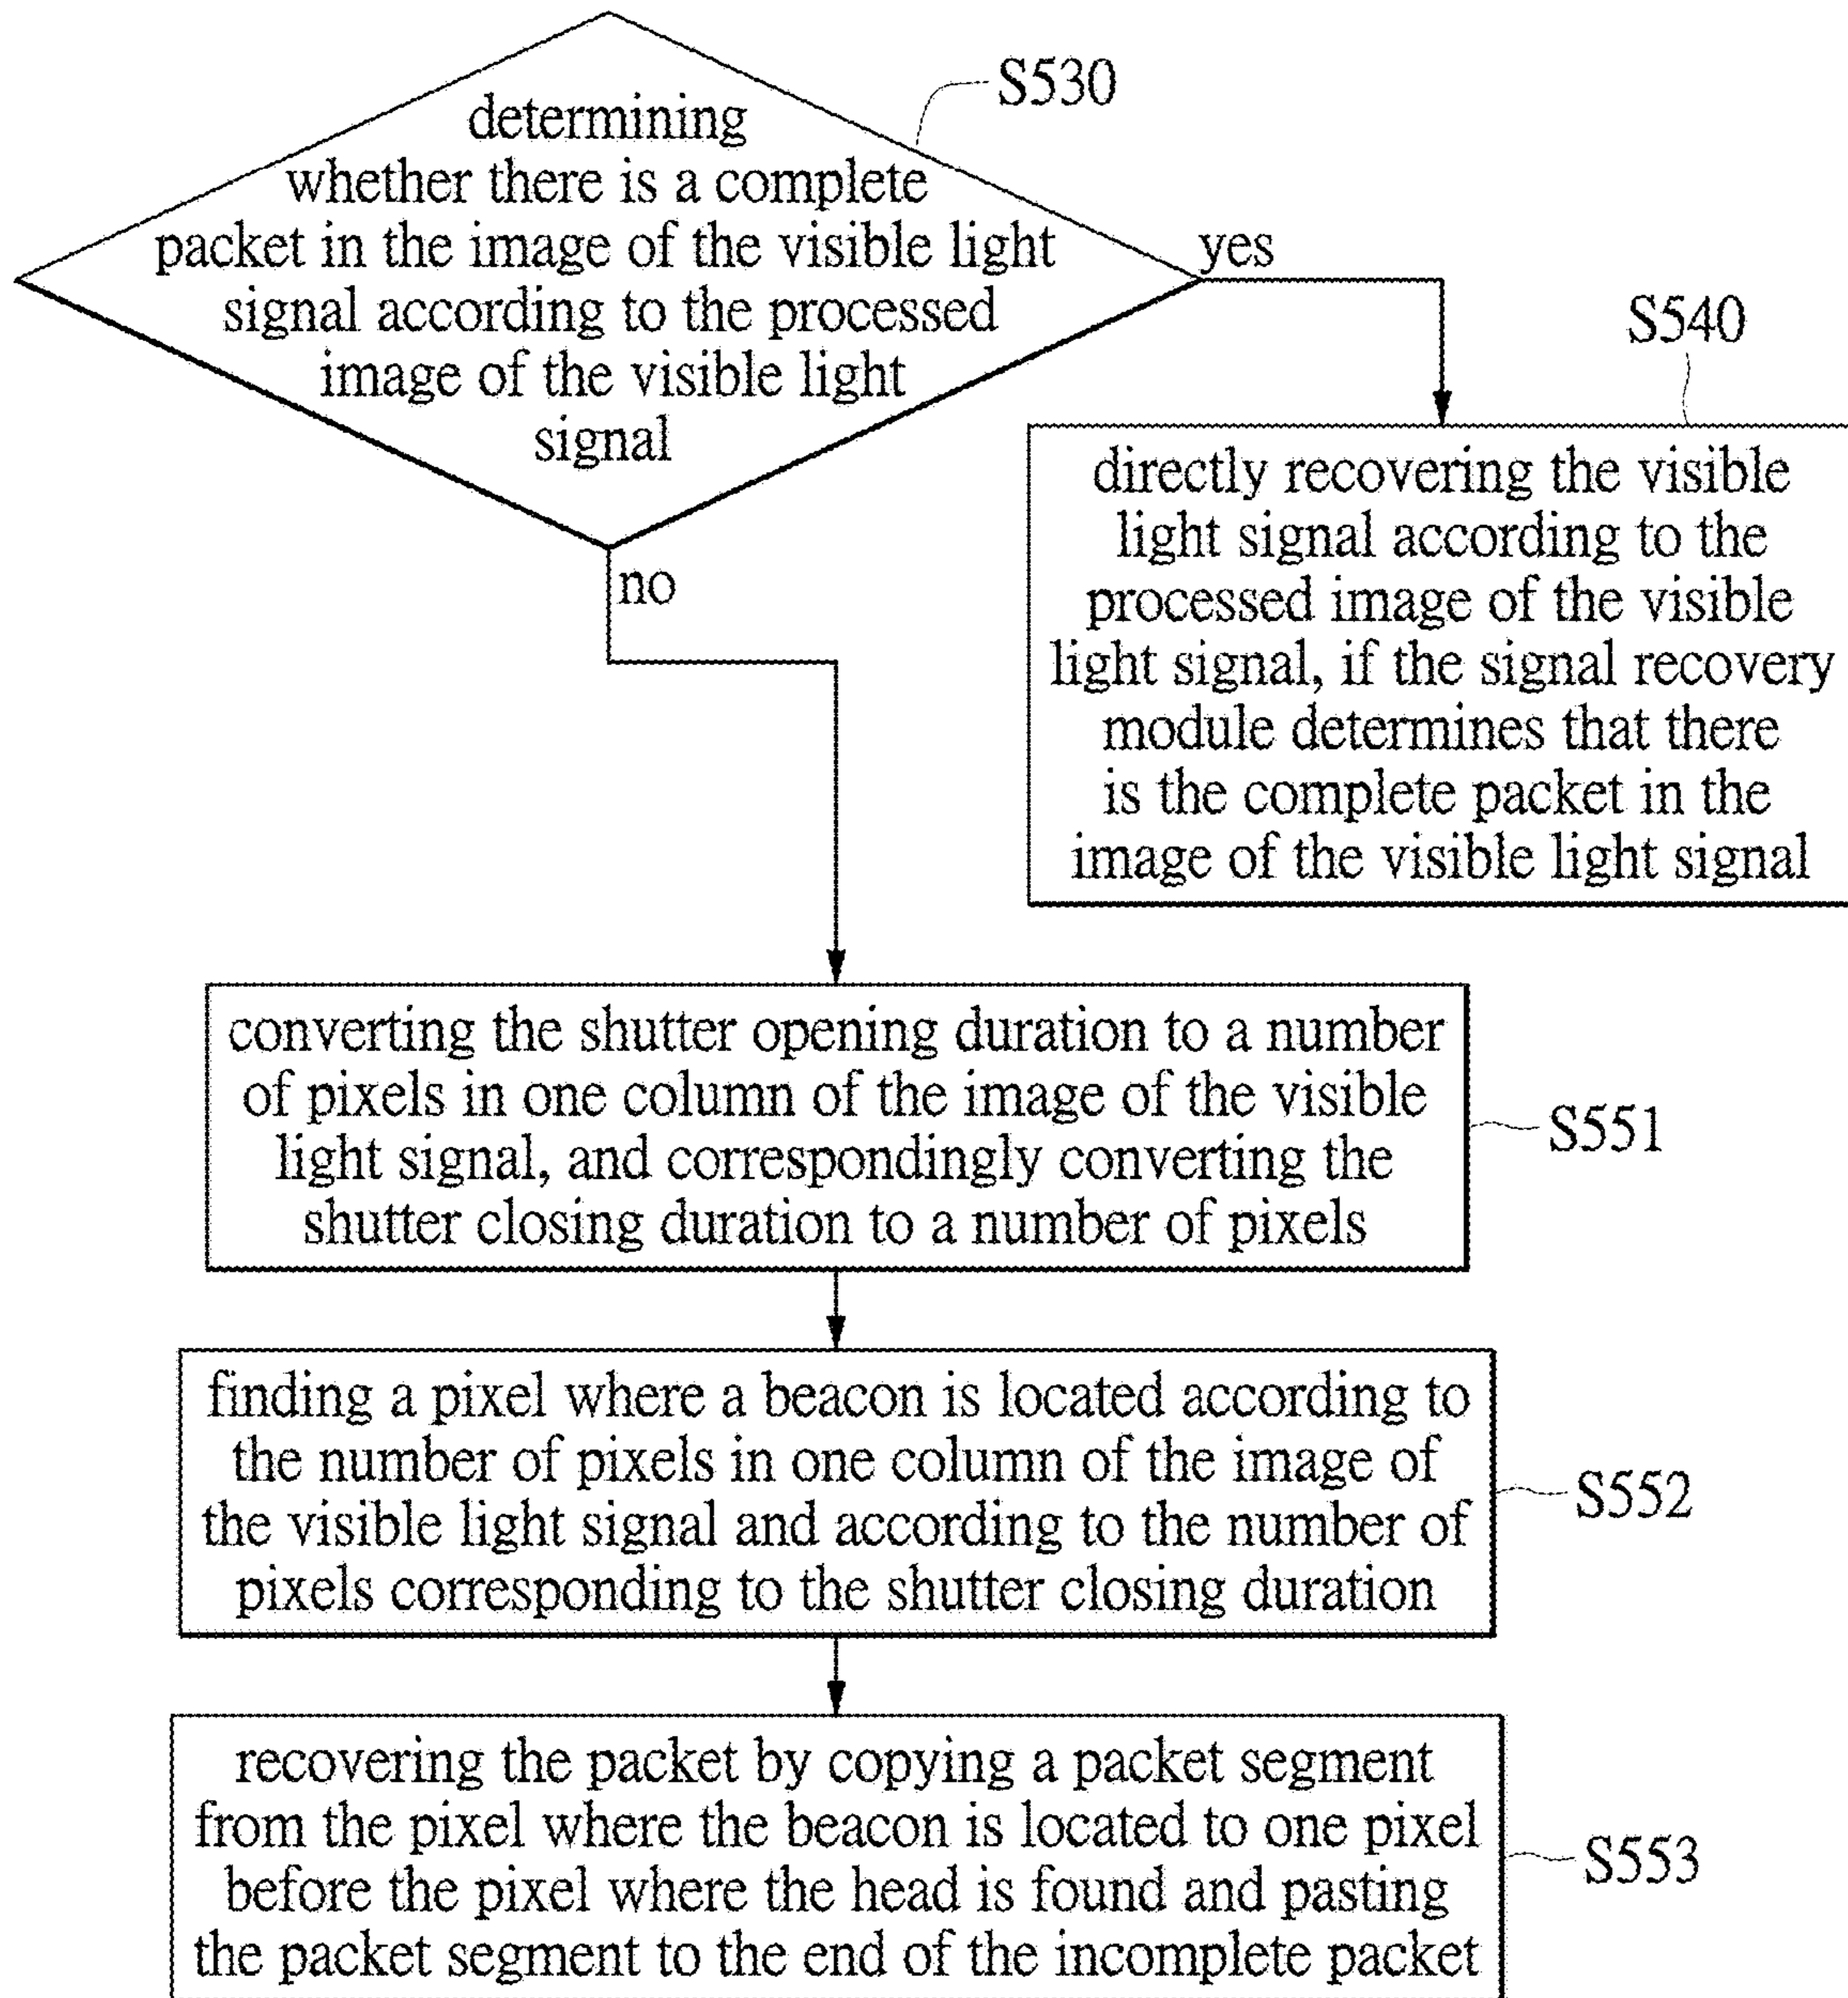 determining
whether there is a complete
packet in the image of the visible light
signal according to the processed
image of the visible light
signal
S530
yes
no
S540
directly recovering the visible
light signal according to the
processed image of the visible
light signal, if the signal recovery
module determines that there
is the complete packet in the
image of the visible light signal
converting the shutter opening duration to a number
of pixels in one column of the image of the visible
light signal, and correspondingly converting the
shutter closing duration to a number of pixels
S551
finding a pixel where a beacon is located according to
the number of pixels in one column of the image of
the visible light signal and according to the number of
pixels corresponding to the shutter closing duration
S552
recovering the packet by copying a packet segment
from the pixel where the beacon is located to one pixel
before the pixel where the head is found and pasting
the packet segment to the end of the incomplete packet
S553